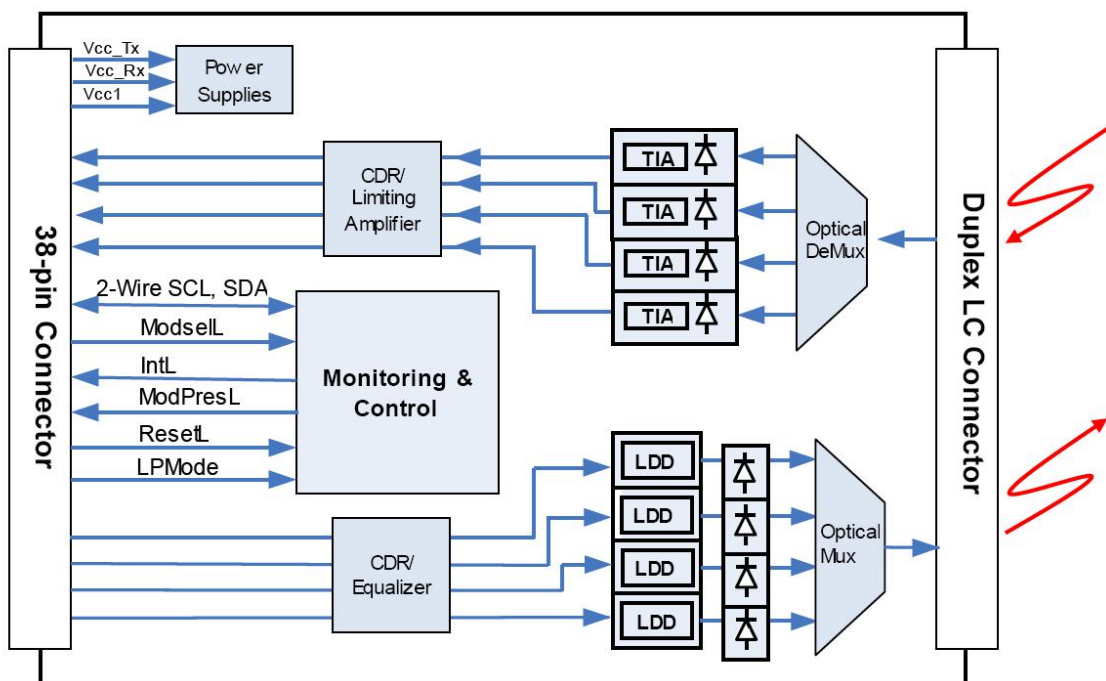 Vcc_Tx
Vcc_Rx
Vcc1
Power
Supplies
38-pin Connector
CDR/
Limiting
Amplifier
TIA
TIA
TIA
TIA
Optical
DeMux
Duplex LC Connector
2-Wire SCL, SDA
ModselL
IntL
ModPresL
ResetL
LPMode
Monitoring &
Control
CDR/
Equalizer
LDD
LDD
LDD
LDD
Optical
Mux